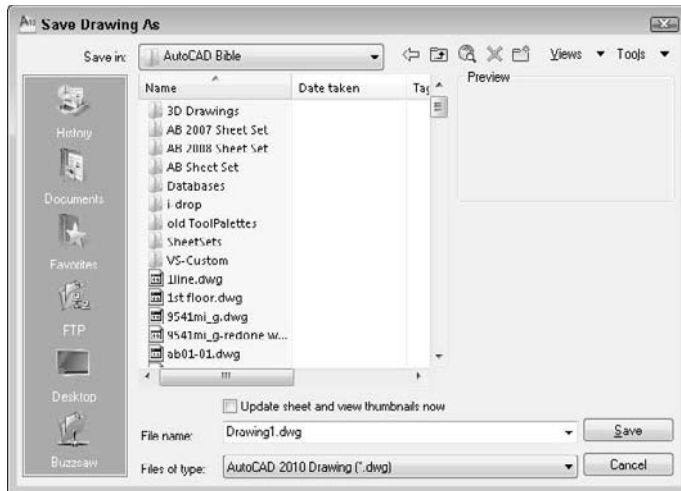 Save Drawing As
Save in: AutoCAD Bible Views Tools
History
Documents
Favorites
FTP
Desktop
Buzzsaw
Name Date taken Tag
3D Drawings
AB 2007 Sheet Set
AB 2008 Sheet Set
AB Sheet Set
Databases
i-drop
old ToolPalettes
SheetSets
VS-Custom
1line.dwg
1st floor.dwg
9541mi_g.dwg
9541mi_g-redone w...
ab01-01.dwg
Preview
Update sheet and view thumbnails now
File name: Drawing1.dwg Save
Files of type: AutoCAD 2010 Drawing (*.dwg) Cancel